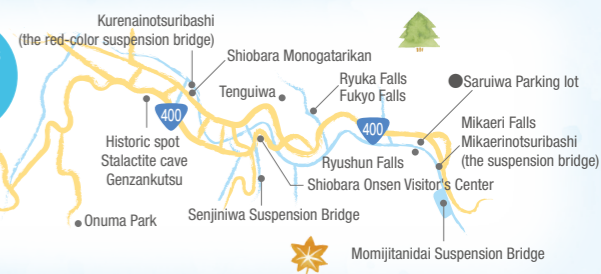 Kurenainotsuribashi
(the red-color suspension bridge)
Shiobara Monogatarikan
Tenguiwa
Ryuka Falls
Fukyo Falls
Saruiwa Parking lot
400
400
Historic spot
Stalactite cave
Genzankutsu
Mikaeri Falls
Mikaerinotsuribashi
(the suspension bridge)
Ryushun Falls
Shiobara Onsen Visitor's Center
Onuma Park
Senjiniwa Suspension Bridge
Momijitanidai Suspension Bridge